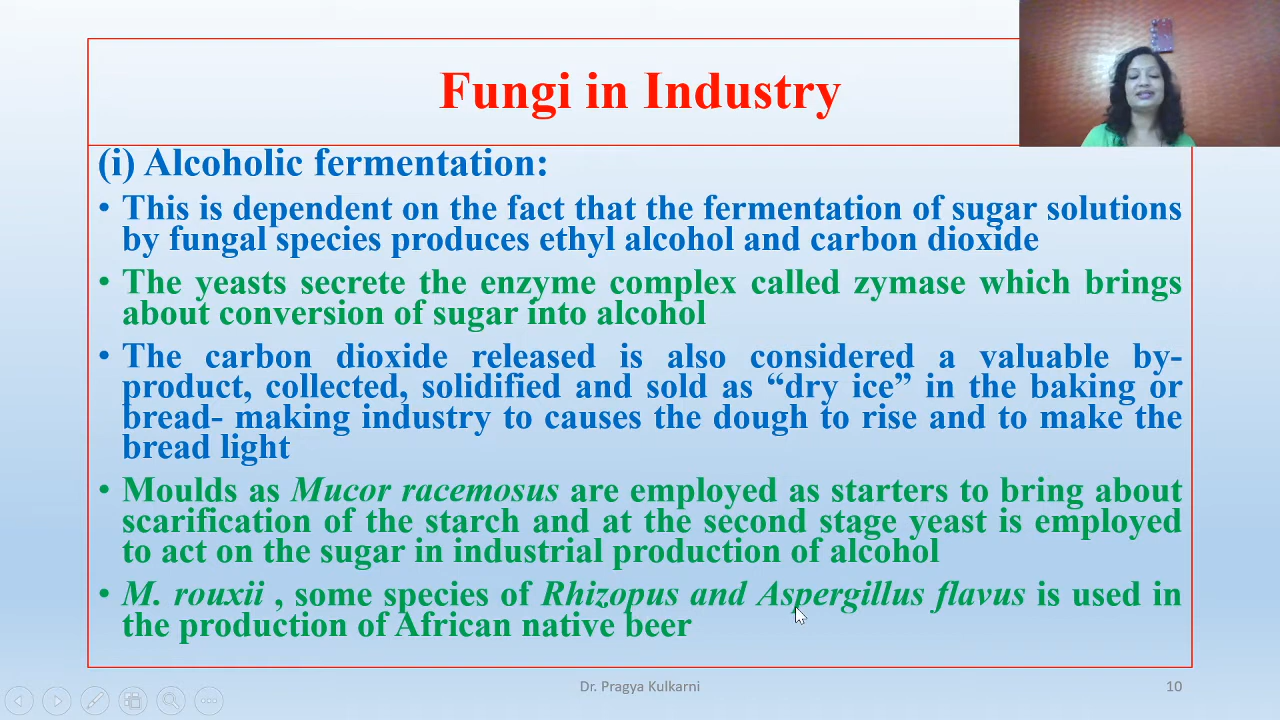 Fungi in Industry
(i) Alcoholic fermentation:
• This is dependent on the fact that the fermentation of sugar solutions
by fungal species produces ethyl alcohol and carbon dioxide
• The yeasts secrete the enzyme complex called zymase which brings
about conversion of sugar into alcohol
• The carbon dioxide released is also considered a valuable by-
product, collected, solidified and sold as “dry ice” in the baking or
bread- making industry to causes the dough to rise and to make the
bread light
• Moulds as Mucor racemosus are employed as starters to bring about
scarification of the starch and at the second stage yeast is employed
to act on the sugar in industrial production of alcohol
• M. rouxii , some species of Rhizopus and Aspergillus flavus is used in
the production of African native beer
Dr. Pragya Kulkarni
10